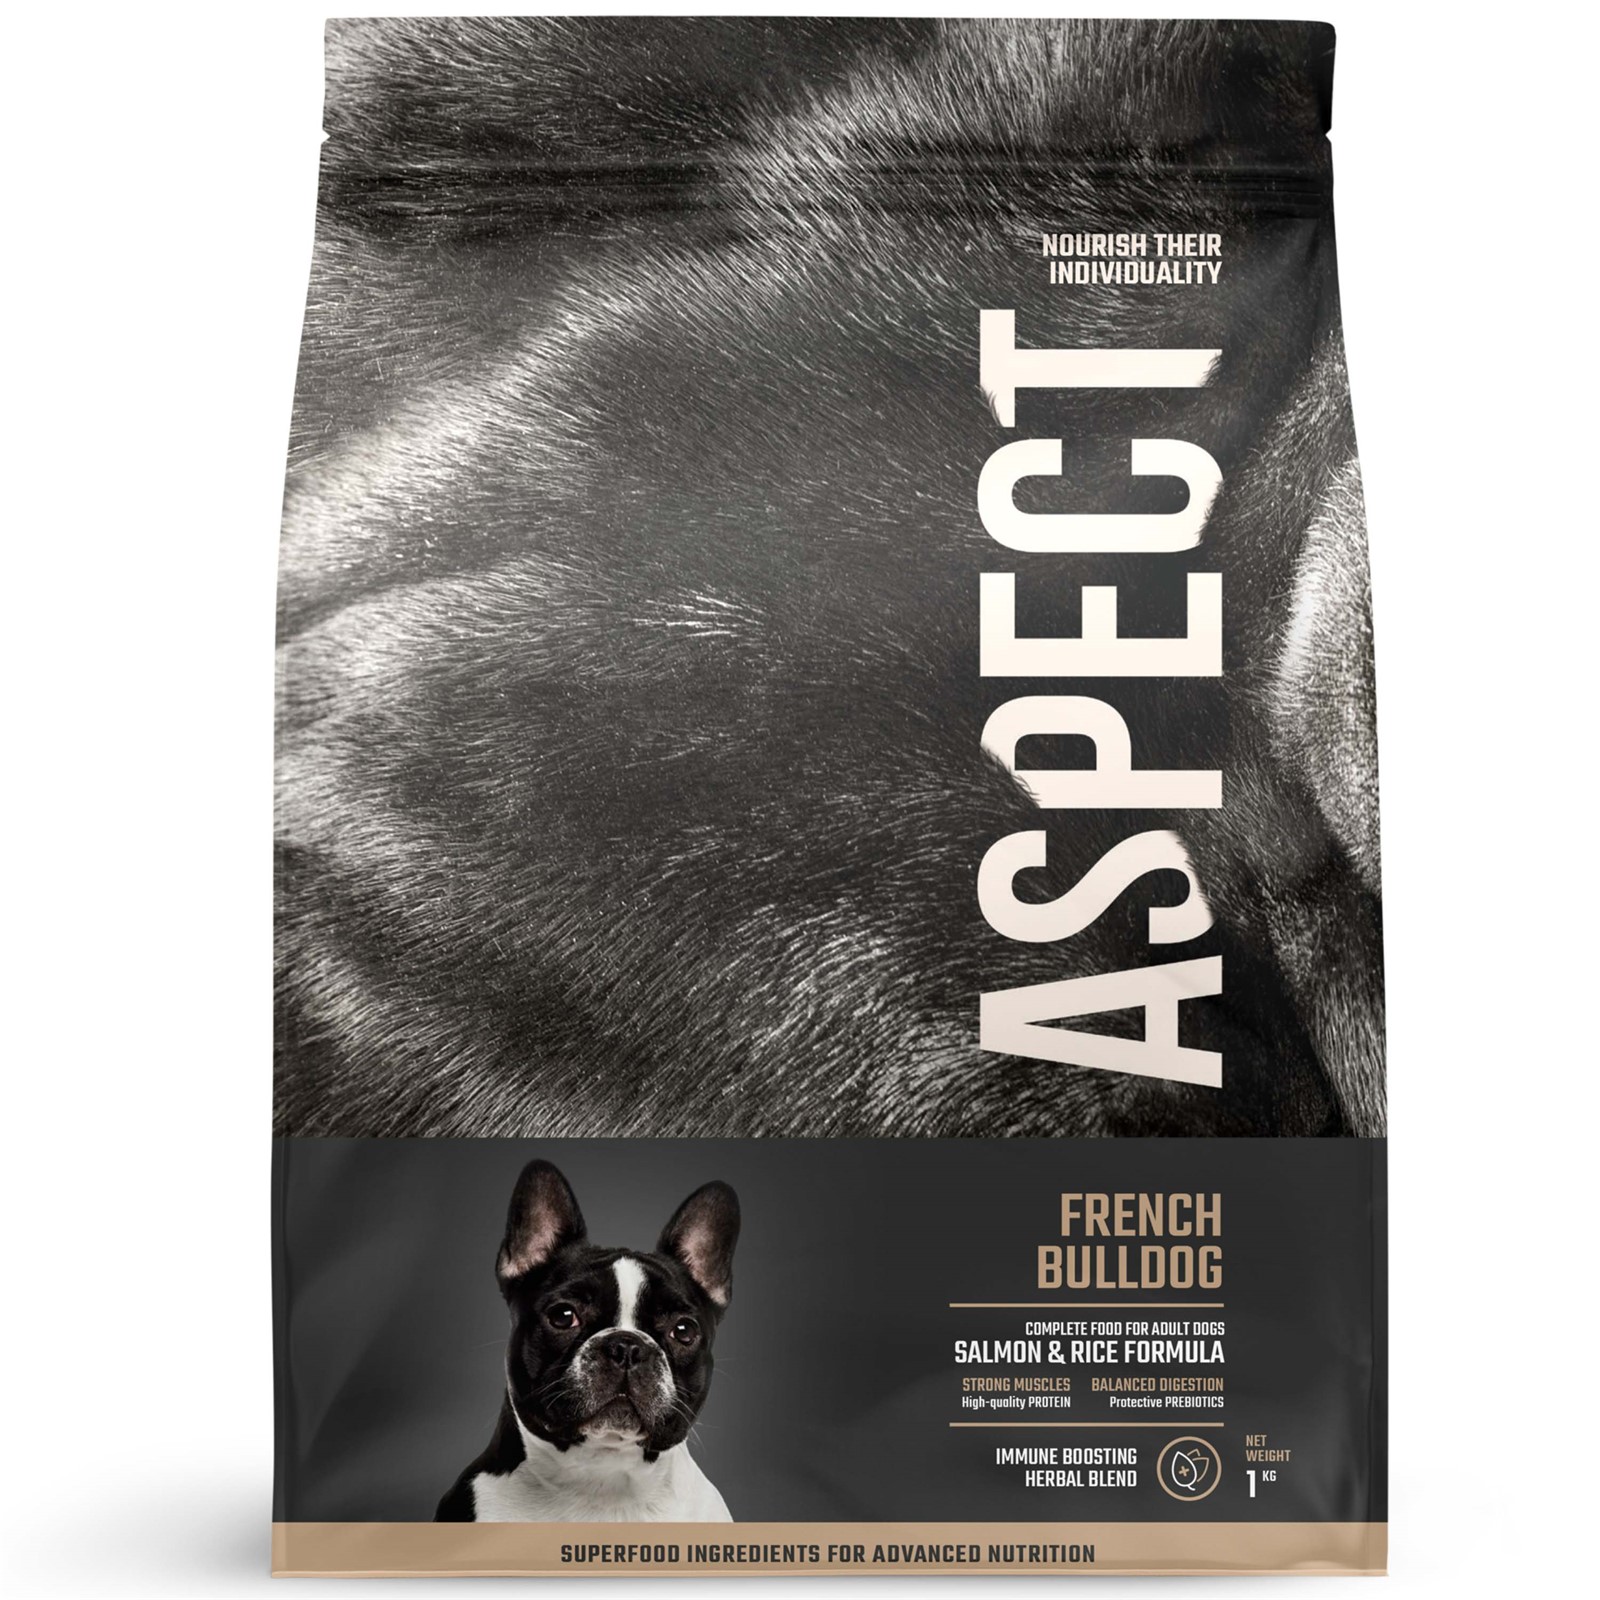 NOURISH THEIR
INDIVIDUALITY
ASPECT
FRENCH
BULLDOG
COMPLETE FOOD FOR ADULT DOGS
SALMON & RICE FORMULA
STRONG MUSCLES BALANCED DIGESTION
High-quality PROTEIN Protective PREBIOTICS
IMMUNE BOOSTING
HERBAL BLEND
NET
WEIGHT
1 KG
SUPERFOOD INGREDIENTS FOR ADVANCED NUTRITION